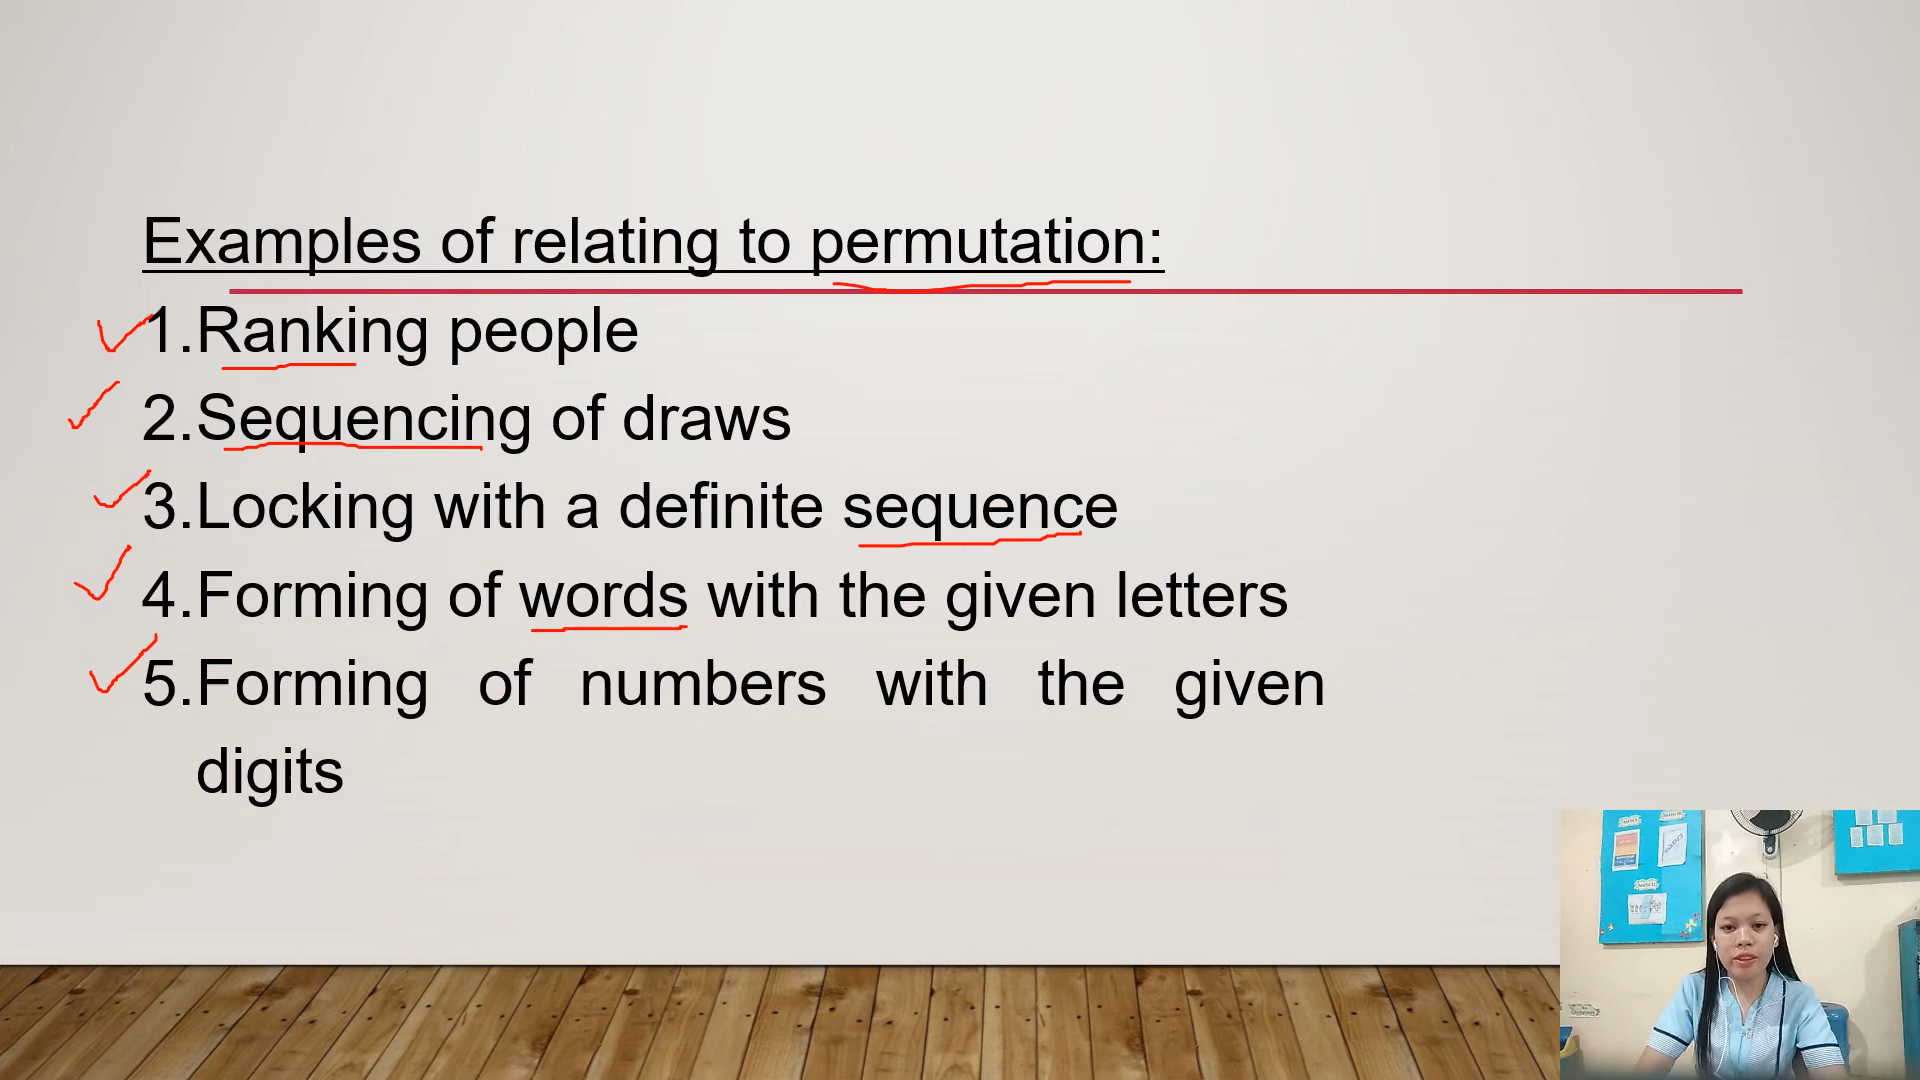 Examples of relating to permutation:
1.Ranking people
2.Sequencing of draws
3.Locking with a definite sequence
4.Forming of words with the given letters
5.Forming of numbers with the given
digits